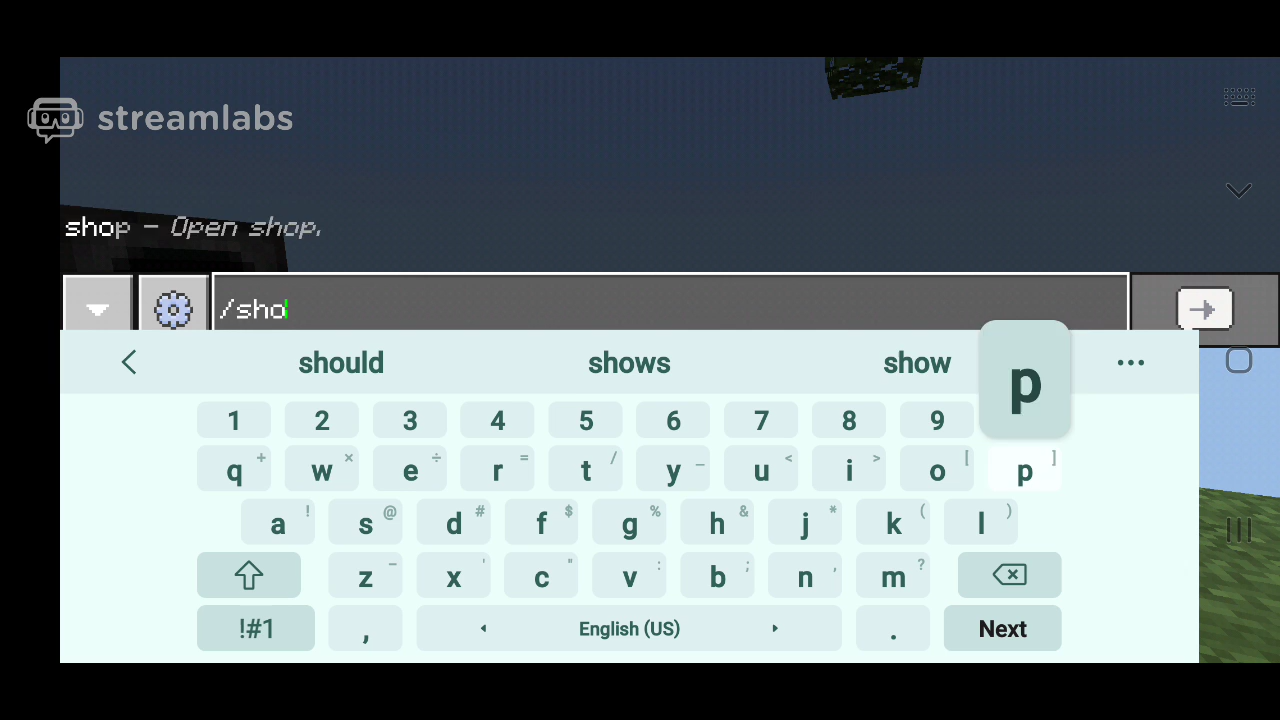 streamlabs
shop – Open shop.
/sho
should shows show p
1 2 3 4 5 6 7 8 9
q + w × e ÷ r = t / y _ u < i > o [ p ]
a ! s @ d # f $ g % h & j * k ( l )
z - x ' c " v : b ; n , m ?
!#1 , English (US) . Next